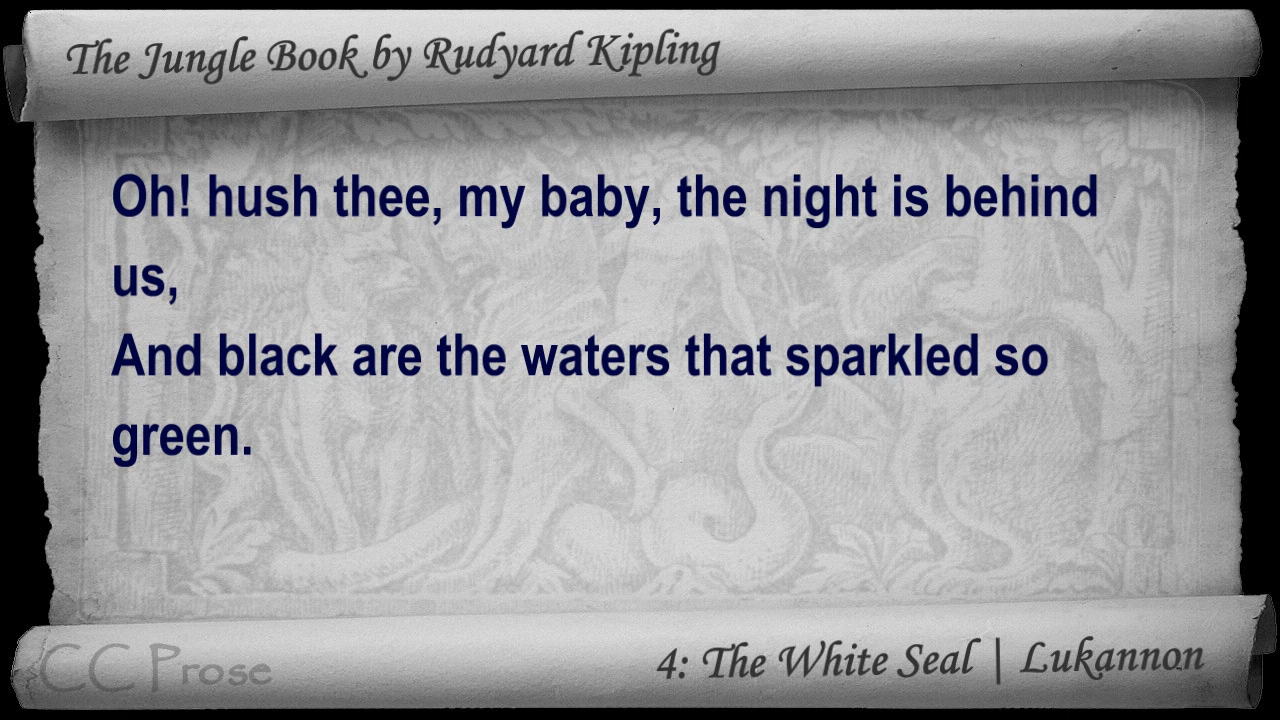 The Jungle Book by Rudyard Kipling
Oh! hush thee, my baby, the night is behind
us,
And black are the waters that sparkled so
green.
CC Prose
4: The White Seal | Lukannon